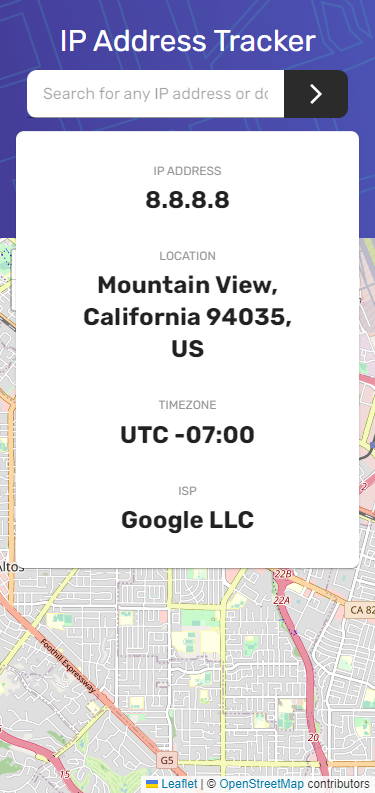 IP Address Tracker
Search for any IP address or do
IP ADDRESS
8.8.8.8
LOCATION
Mountain View,
California 94035,
US
TIMEZONE
UTC -07:00
ISP
Google LLC
Altos
22B
22A
CA 82
2
Foothill Expressway
G5
20
15
Leaflet | © OpenStreetMap contributors